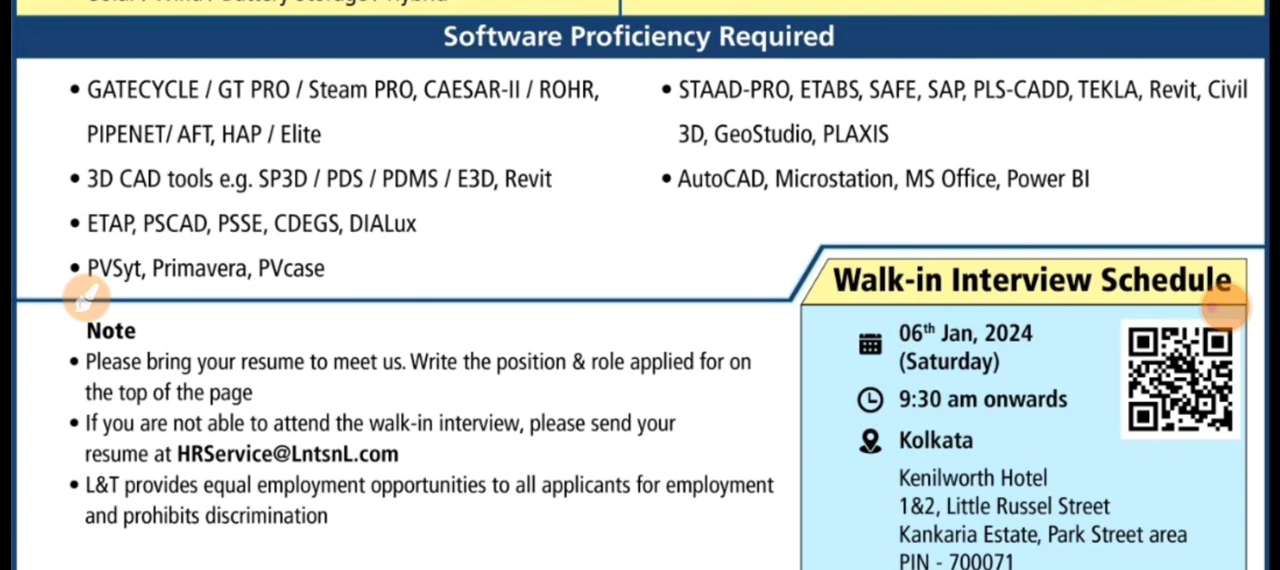 Software Proficiency Required
• GATECYCLE / GT PRO / Steam PRO, CAESAR-II / ROHR,
PIPENET/ AFT, HAP / Elite
• 3D CAD tools e.g. SP3D / PDS / PDMS / E3D, Revit
• ETAP, PSCAD, PSSE, CDEGS, DIALux
• PVSyt, Primavera, PVcase
• STAAD-PRO, ETABS, SAFE, SAP, PLS-CADD, TEKLA, Revit, Civil
3D, GeoStudio, PLAXIS
• AutoCAD, Microstation, MS Office, Power BI
Note
• Please bring your resume to meet us. Write the position & role applied for on
the top of the page
• If you are not able to attend the walk-in interview, please send your
resume at HRService@LntsnL.com
• L&T provides equal employment opportunities to all applicants for employment
and prohibits discrimination
Walk-in Interview Schedule
06th Jan, 2024
(Saturday)
9:30 am onwards
Kolkata
Kenilworth Hotel
1&2, Little Russel Street
Kankaria Estate, Park Street area
PIN - 700071